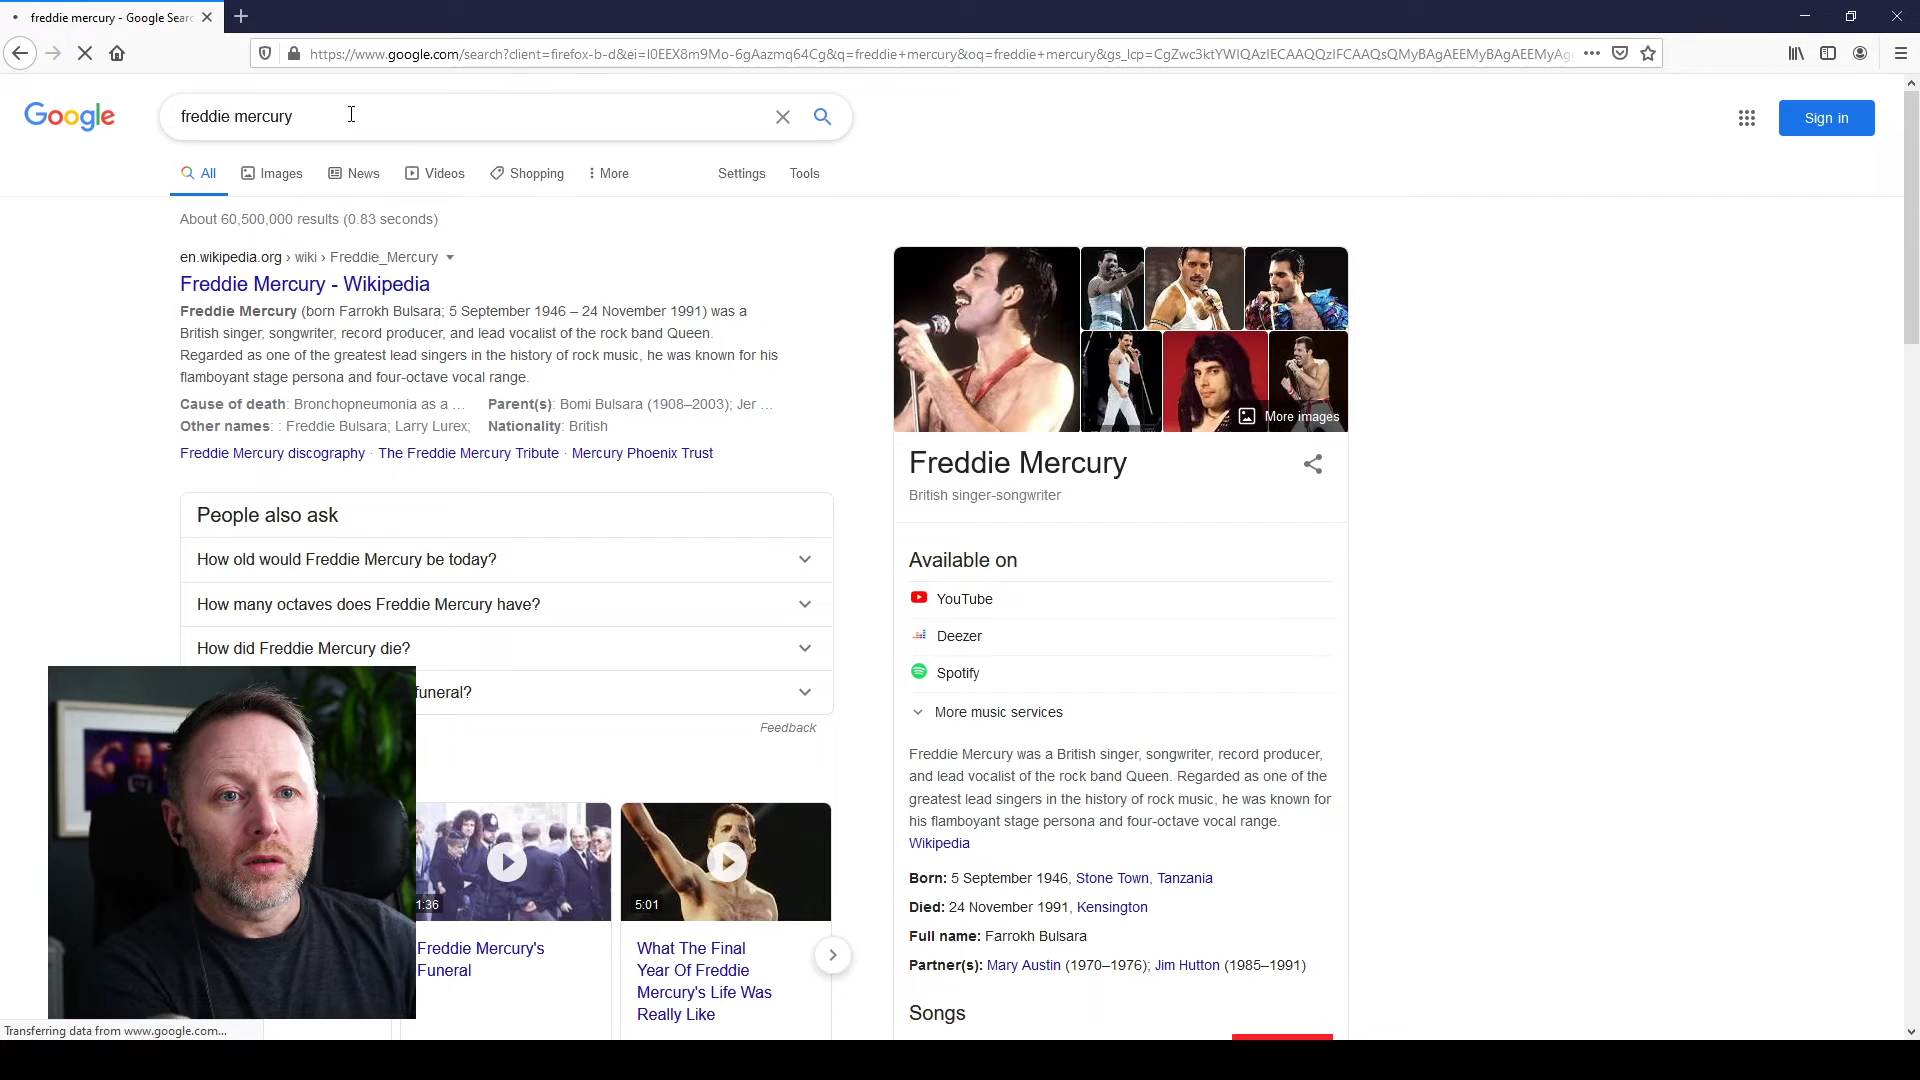 freddie mercury - Google Searc
https://www.google.com/search?client=firefox-b-d&ei=I0EEX8m9Mo-6gAazmq64Cg&q=freddie+mercury&oq=freddie+mercury&gs_lcp=CgZwc3ktYWIQAzIECAAQQzIFCAAQsQMyBAgAEEMyBAgAEEMyAg
Google
freddie mercury
Sign in
All
Images
News
Videos
Shopping
More
Settings
Tools
About 60,500,000 results (0.83 seconds)
en.wikipedia.org › wiki › Freddie_Mercury
Freddie Mercury - Wikipedia
Freddie Mercury (born Farrokh Bulsara; 5 September 1946 – 24 November 1991) was a
British singer, songwriter, record producer, and lead vocalist of the rock band Queen.
Regarded as one of the greatest lead singers in the history of rock music, he was known for his
flamboyant stage persona and four-octave vocal range.
Cause of death: Bronchopneumonia as a ...
Parent(s): Bomi Bulsara (1908–2003); Jer ...
Other names: : Freddie Bulsara; Larry Lurex;
Nationality: British
Freddie Mercury discography · The Freddie Mercury Tribute · Mercury Phoenix Trust
People also ask
How old would Freddie Mercury be today?
How many octaves does Freddie Mercury have?
How did Freddie Mercury die?
funeral?
Feedback
1:36
5:01
Freddie Mercury's
Funeral
What The Final
Year Of Freddie
Mercury's Life Was
Really Like
More images
Freddie Mercury
British singer-songwriter
Available on
YouTube
Deezer
Spotify
More music services
Freddie Mercury was a British singer, songwriter, record producer,
and lead vocalist of the rock band Queen. Regarded as one of the
greatest lead singers in the history of rock music, he was known for
his flamboyant stage persona and four-octave vocal range.
Wikipedia
Born: 5 September 1946, Stone Town, Tanzania
Died: 24 November 1991, Kensington
Full name: Farrokh Bulsara
Partner(s): Mary Austin (1970–1976); Jim Hutton (1985–1991)
Songs
Transferring data from www.google.com...